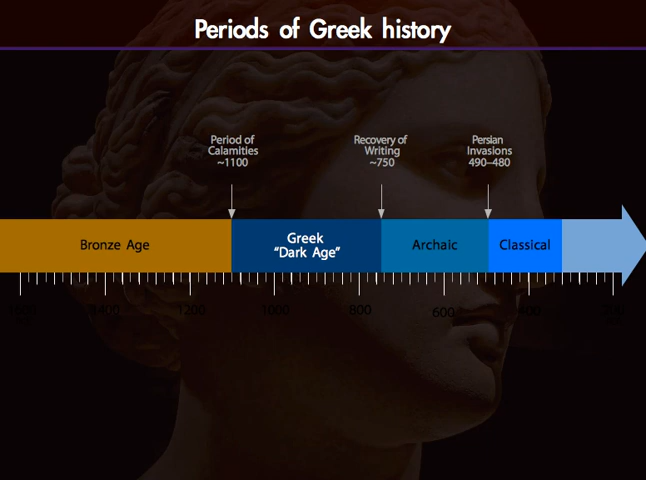 Periods of Greek history
Period of
Calamities
~1100
Recovery of
Writing
~750
Persian
Invasions
490–480
Bronze Age
Greek
“Dark Age”
Archaic
Classical
1400 1200 1000 800 600 400